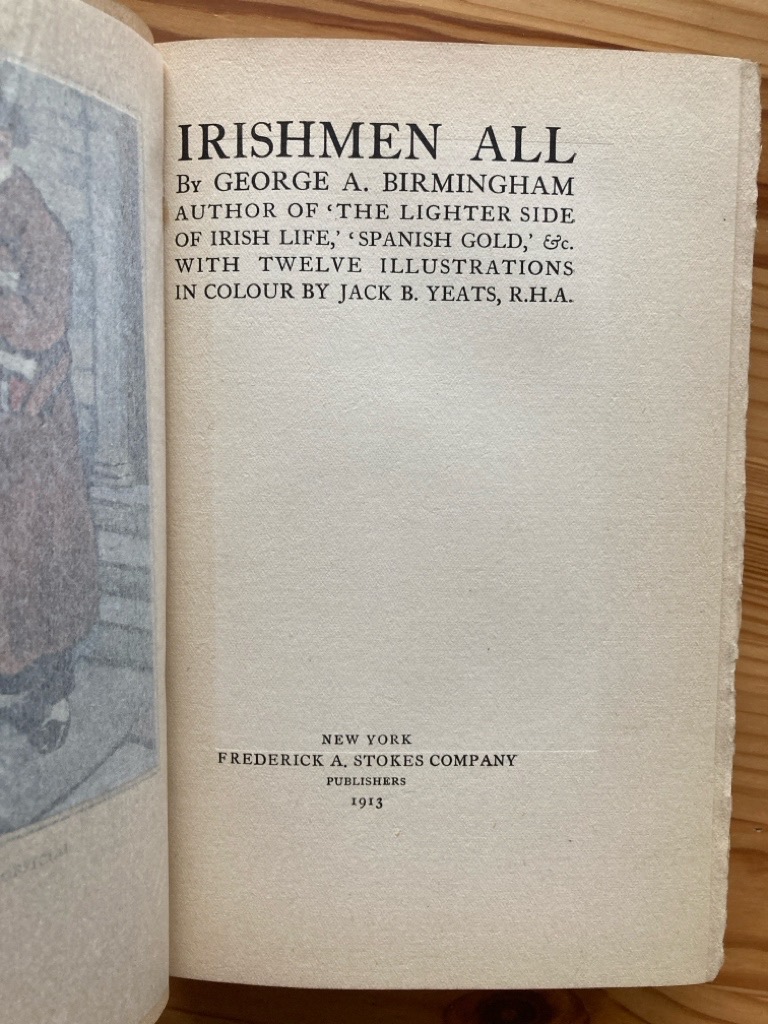 IRISHMEN ALL
By GEORGE A. BIRMINGHAM
AUTHOR OF ‘THE LIGHTER SIDE
OF IRISH LIFE,’ ‘SPANISH GOLD,’ &c.
WITH TWELVE ILLUSTRATIONS
IN COLOUR BY JACK B. YEATS, R.H.A.
NEW YORK
FREDERICK A. STOKES COMPANY
PUBLISHERS
1913